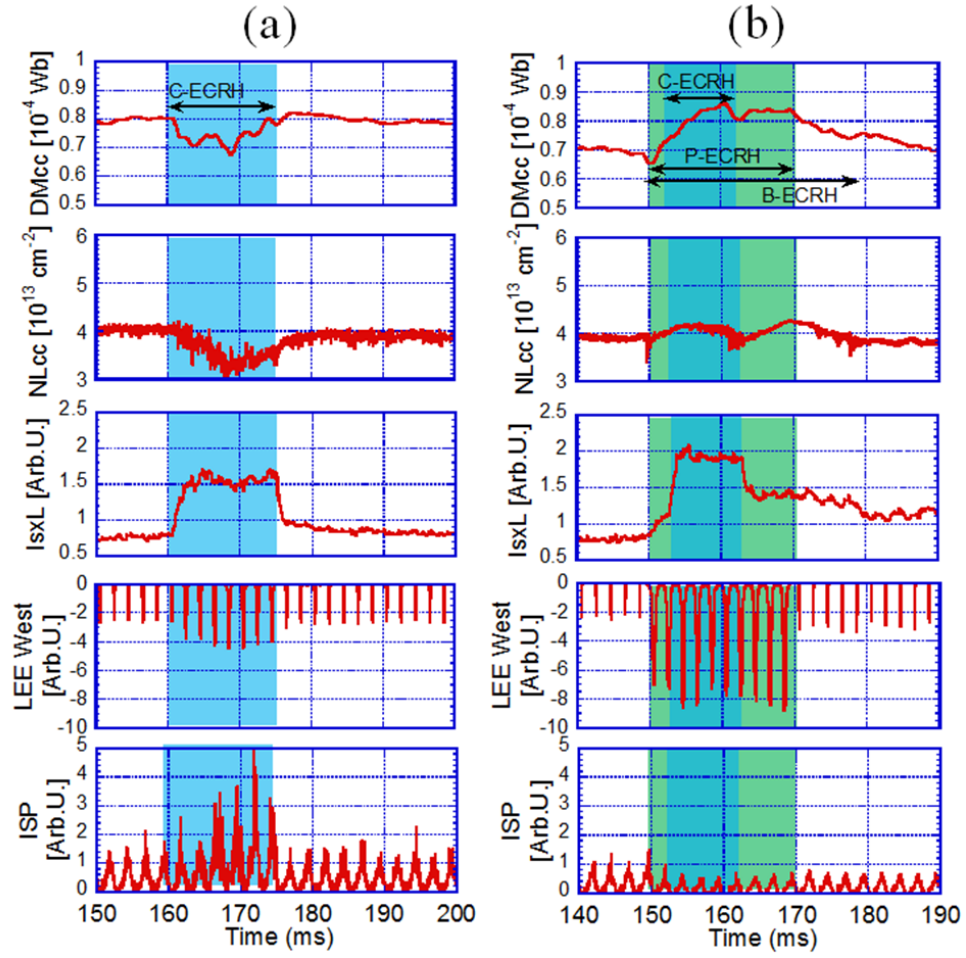 (a)
DMcc [10⁻⁴ Wb]
1
0.9
0.8
0.7
0.6
0.5
C-ECRH
NLcc [10¹³ cm⁻²]
6
5
4
3
IsxL [Arb.U.]
2.5
2
1.5
1
0.5
LEE West
[Arb.U.]
-0
-2
-4
-6
-8
-10
ISP
[Arb.U.]
5
4
3
2
1
0
150 160 170 180 190 200
Time (ms)
(b)
DMcc [10⁻⁴ Wb]
1
0.9
0.8
0.7
0.6
0.5
C-ECRH
P-ECRH
B-ECRH
NLcc [10¹³ cm⁻²]
6
5
4
3
IsxL [Arb.U.]
2.5
2
1.5
1
0.5
LEE West
[Arb.U.]
-0
-2
-4
-6
-8
-10
ISP
[Arb.U.]
5
4
3
2
1
0
140 150 160 170 180 190
Time (ms)